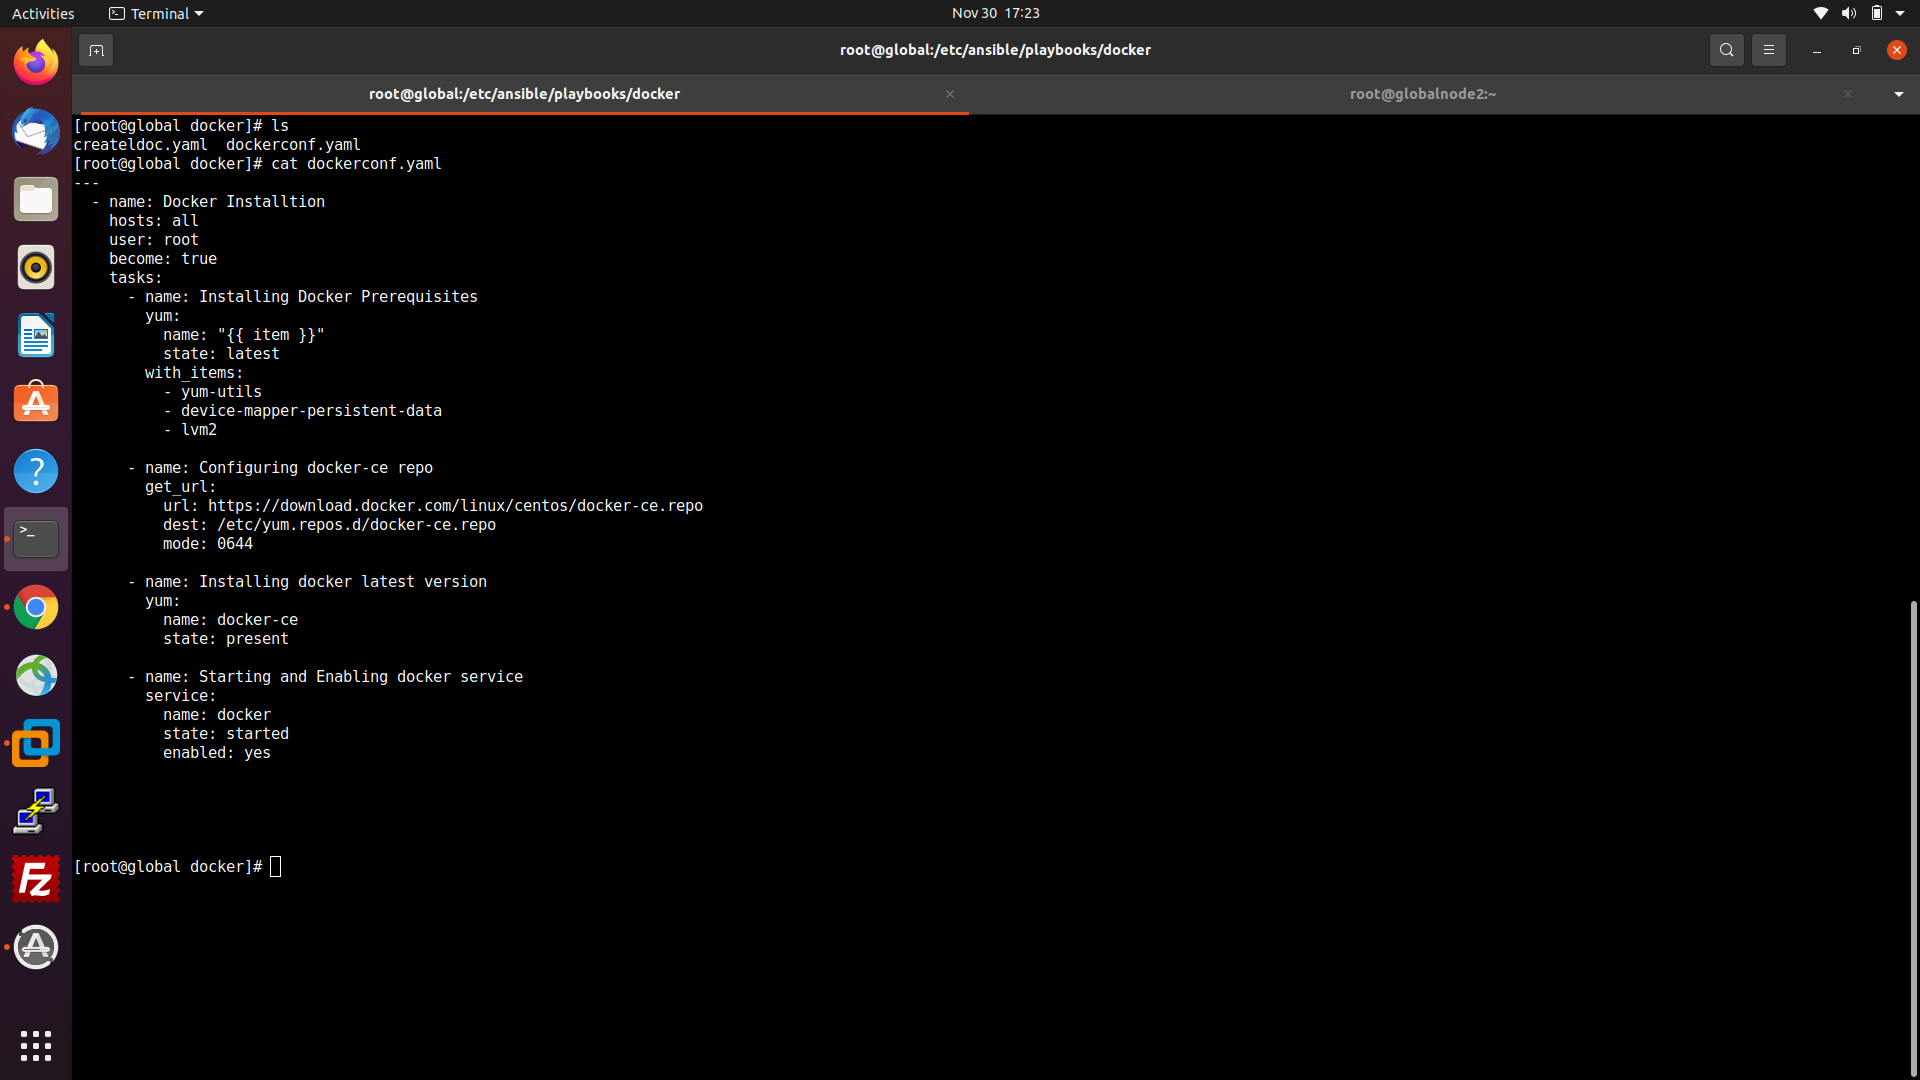 Activities
Terminal
Nov 30 17:23
root@global:/etc/ansible/playbooks/docker
root@global:/etc/ansible/playbooks/docker
root@globalnode2:~
[root@global docker]# ls
createldoc.yaml  dockerconf.yaml
[root@global docker]# cat dockerconf.yaml
---
  - name: Docker Installtion
    hosts: all
    user: root
    become: true
    tasks:
      - name: Installing Docker Prerequisites
        yum:
          name: "{{ item }}"
          state: latest
        with_items:
          - yum-utils
          - device-mapper-persistent-data
          - lvm2
      - name: Configuring docker-ce repo
        get_url:
          url: https://download.docker.com/linux/centos/docker-ce.repo
          dest: /etc/yum.repos.d/docker-ce.repo
          mode: 0644
      - name: Installing docker latest version
        yum:
          name: docker-ce
          state: present
      - name: Starting and Enabling docker service
        service:
          name: docker
          state: started
          enabled: yes
[root@global docker]#